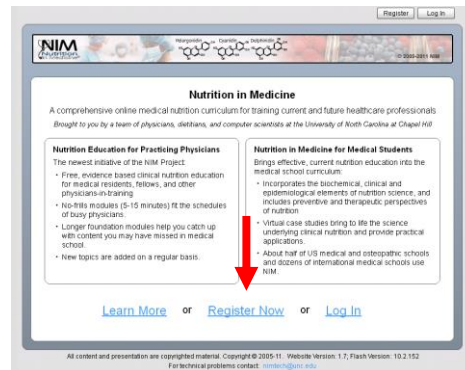 Register Log In
NIM
Nutrition
in Medicine
Pelargonidin Cyanidin Delphinidin
© 2000-2011 NIM
Nutrition in Medicine
A comprehensive online medical nutrition curriculum for training current and future healthcare professionals
Brought to you by a team of physicians, dietitians, and computer scientists at the University of North Carolina at Chapel Hill
Nutrition Education for Practicing Physicians
The newest initiative of the NIM Project:
• Free, evidence based clinical nutrition education
for medical residents, fellows, and other
physicians-in-training.
• No-frills modules (5-15 minutes) fit the schedules
of busy physicians.
• Longer foundation modules help you catch up
with content you may have missed in medical
school.
• New topics are added on a regular basis.
Nutrition in Medicine for Medical Students
Brings effective, current nutrition education into the
medical school curriculum:
• Incorporates the biochemical, clinical and
epidemiological elements of nutrition science, and
includes preventive and therapeutic perspectives
of nutrition
• Virtual case studies bring to life the science
underlying clinical nutrition and provide practical
applications.
• About half of US medical and osteopathic schools
and dozens of international medical schools use
NIM.
Learn More or Register Now or Log In
All content and presentation are copyrighted material. Copyright © 2005-11. Website Version: 1.7; Flash Version: 10.2.152
For technical problems contact: nimtech@unc.edu